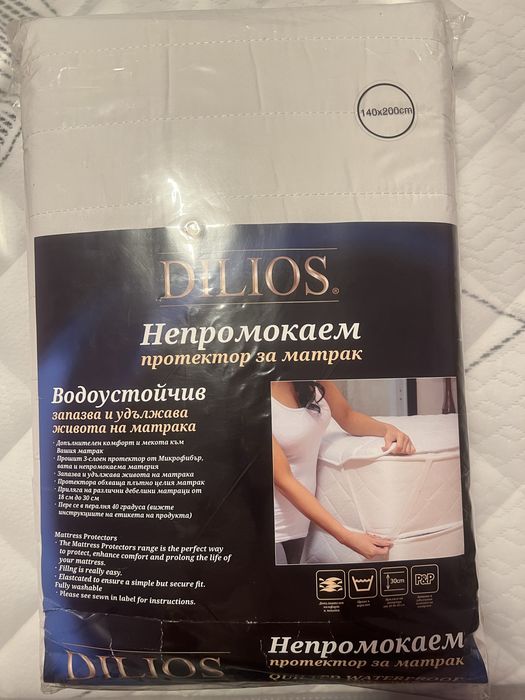 140x200cm
DILIOS®
Непромокаем
протектор за матрак
Водоустойчив
запазва и удължава
живота на матрака
· Допълнителен комфорт и мекота към
Вашия матрак
· Прошит 3-слоен протектор от Микрофибър,
вата и непромокаема материя
· Запазва и удължава живота на матрака
· Протектора обхваща плътно целия матрак
· Приляга на различни дебелини матраци от
18 см до 30 см
· Пере се в пералня 40 градуса (вижте
инструкциите на етикета на продукта)
Mattress Protectors
· The Mattress Protectors range is the perfect way
to protect, enhance comfort and prolong the life of
your mattress.
· Filling is really easy.
· Elastcated to ensure a simple but secure fit.
Fully washable
· Please see sewn in label for instructions.
30cm
P&P
Непромокаем
протектор за матрак
DILIOS
QUILTED WATERPROOF